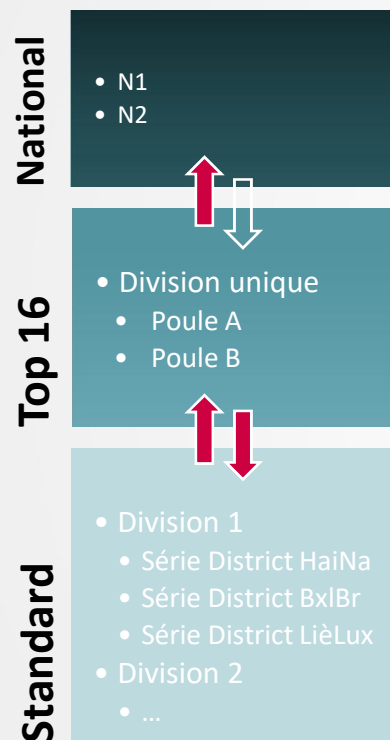 National
• N1
• N2
Top 16
• Division unique
• Poule A
• Poule B
Standard
• Division 1
• Série District HaiNa
• Série District BxlBr
• Série District LièLux
• Division 2
• ...